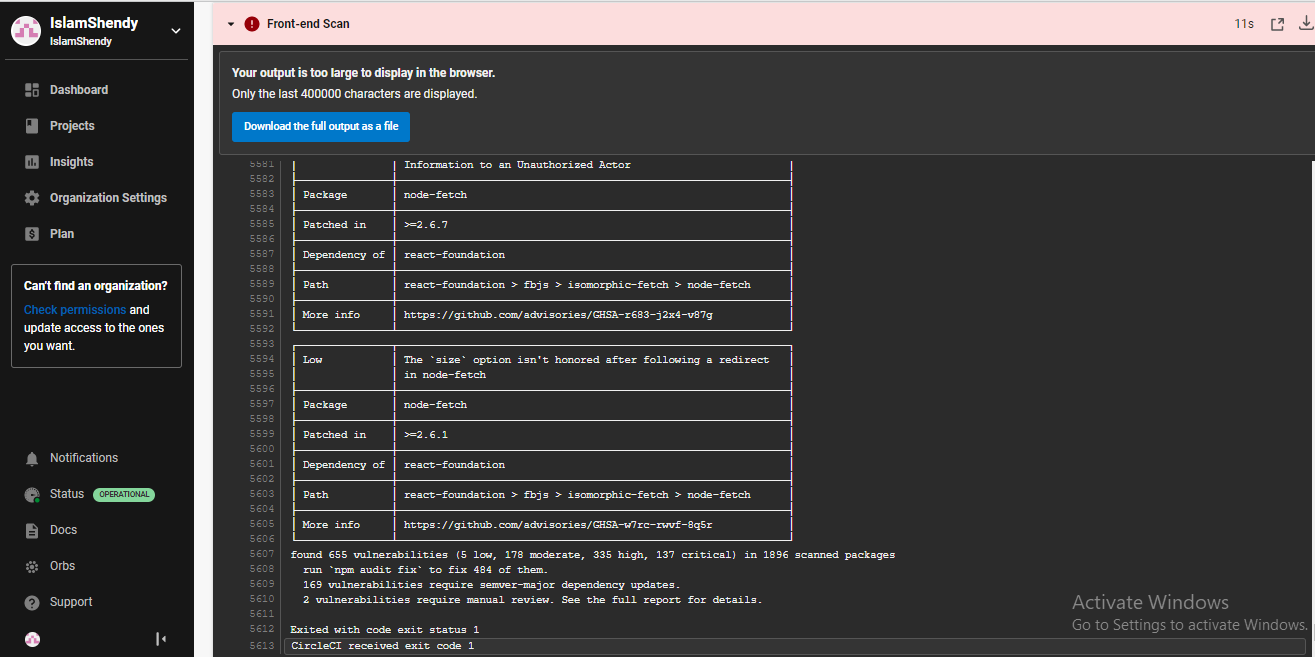 IslamShendy
IslamShendy
Dashboard
Projects
Insights
Organization Settings
Plan
Can't find an organization?
Check permissions and
update access to the ones
you want.
Notifications
Status OPERATIONAL
Docs
Orbs
Support
Front-end Scan
11s
Your output is too large to display in the browser.
Only the last 400000 characters are displayed.
Download the full output as a file
5581 Information to an Unauthorized Actor
5582
5583 Package node-fetch
5584
5585 Patched in >=2.6.7
5586
5587 Dependency of react-foundation
5588
5589 Path react-foundation > fbjs > isomorphic-fetch > node-fetch
5590
5591 More info https://github.com/advisories/GHSA-r683-j2x4-v87g
5592
5593
5594 Low The `size` option isn't honored after following a redirect
5595 in node-fetch
5596
5597 Package node-fetch
5598
5599 Patched in >=2.6.1
5600
5601 Dependency of react-foundation
5602
5603 Path react-foundation > fbjs > isomorphic-fetch > node-fetch
5604
5605 More info https://github.com/advisories/GHSA-w7rc-rwvf-8q5r
5606
5607 found 655 vulnerabilities (5 low, 178 moderate, 335 high, 137 critical) in 1896 scanned packages
5608 run `npm audit fix` to fix 484 of them.
5609 169 vulnerabilities require semver-major dependency updates.
5610 2 vulnerabilities require manual review. See the full report for details.
5611
5612 Exited with code exit status 1
5613 CircleCI received exit code 1
Activate Windows
Go to Settings to activate Windows.